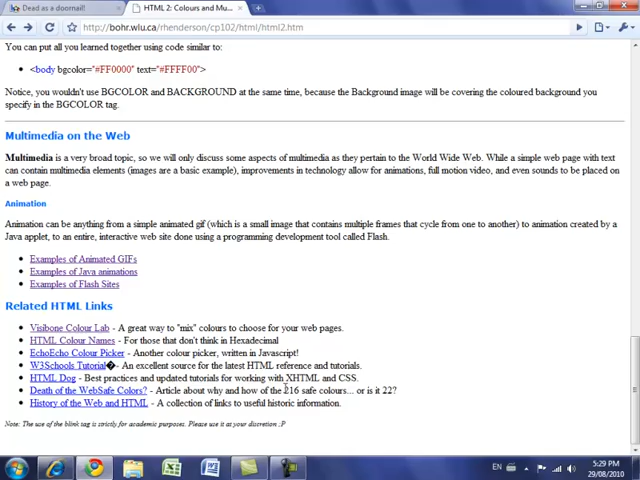 Dead as a doornail!
HTML 2: Colours and Mu...
http://bohr.wlu.ca/rhenderson/cp102/html/html2.htm
You can put all you learned together using code similar to:
<body bgcolor="#FF0000" text="#FFFF00">
Notice, you wouldn't use BGCOLOR and BACKGROUND at the same time, because the Background image will be covering the coloured background you
specify in the BGCOLOR tag.
Multimedia on the Web
Multimedia is a very broad topic, so we will only discuss some aspects of multimedia as they pertain to the World Wide Web. While a simple web page with text
can contain multimedia elements (images are a basic example), improvements in technology allow for animations, full motion video, and even sounds to be placed on
a web page.
Animation
Animation can be anything from a simple animated gif (which is a small image that contains multiple frames that cycle from one to another) to animation created by a
Java applet, to an entire, interactive web site done using a programming development tool called Flash.
Examples of Animated GIFs
Examples of Java animations
Examples of Flash Sites
Related HTML Links
Visibone Colour Lab - A great way to "mix" colours to choose for your web pages.
HTML Colour Names - For those that don't think in Hexadecimal
EchoEcho Colour Picker - Another colour picker, written in Javascript!
W3Schools Tutorial�- An excellent source for the latest HTML reference and tutorials.
HTML Dog - Best practices and updated tutorials for working with XHTML and CSS.
Death of the WebSafe Colors? - Article about why and how of the 216 safe colours... or is it 22?
History of the Web and HTML - A collection of links to useful historic information.
Note: The use of the blink tag is strictly for academic purposes. Please use it at your discretion ;P
EN
5:29 PM
29/08/2010